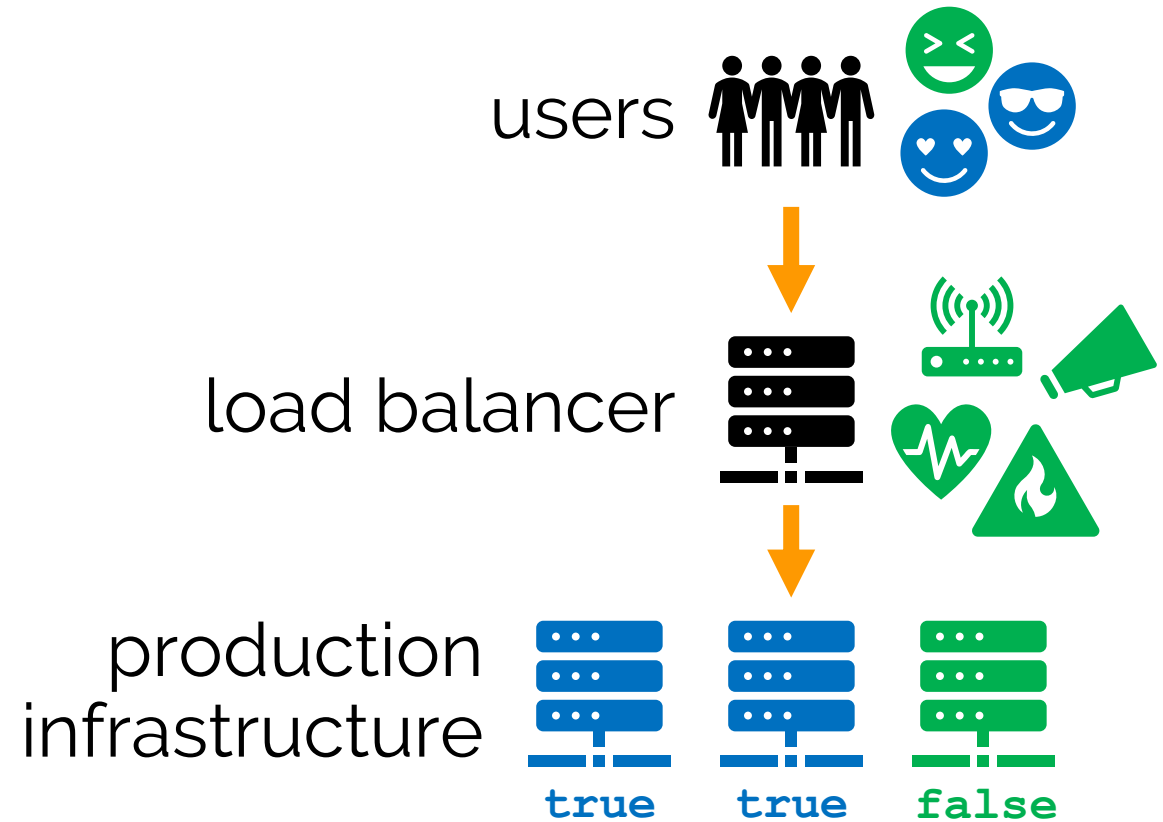 users
load balancer
production
infrastructure
true
true
false